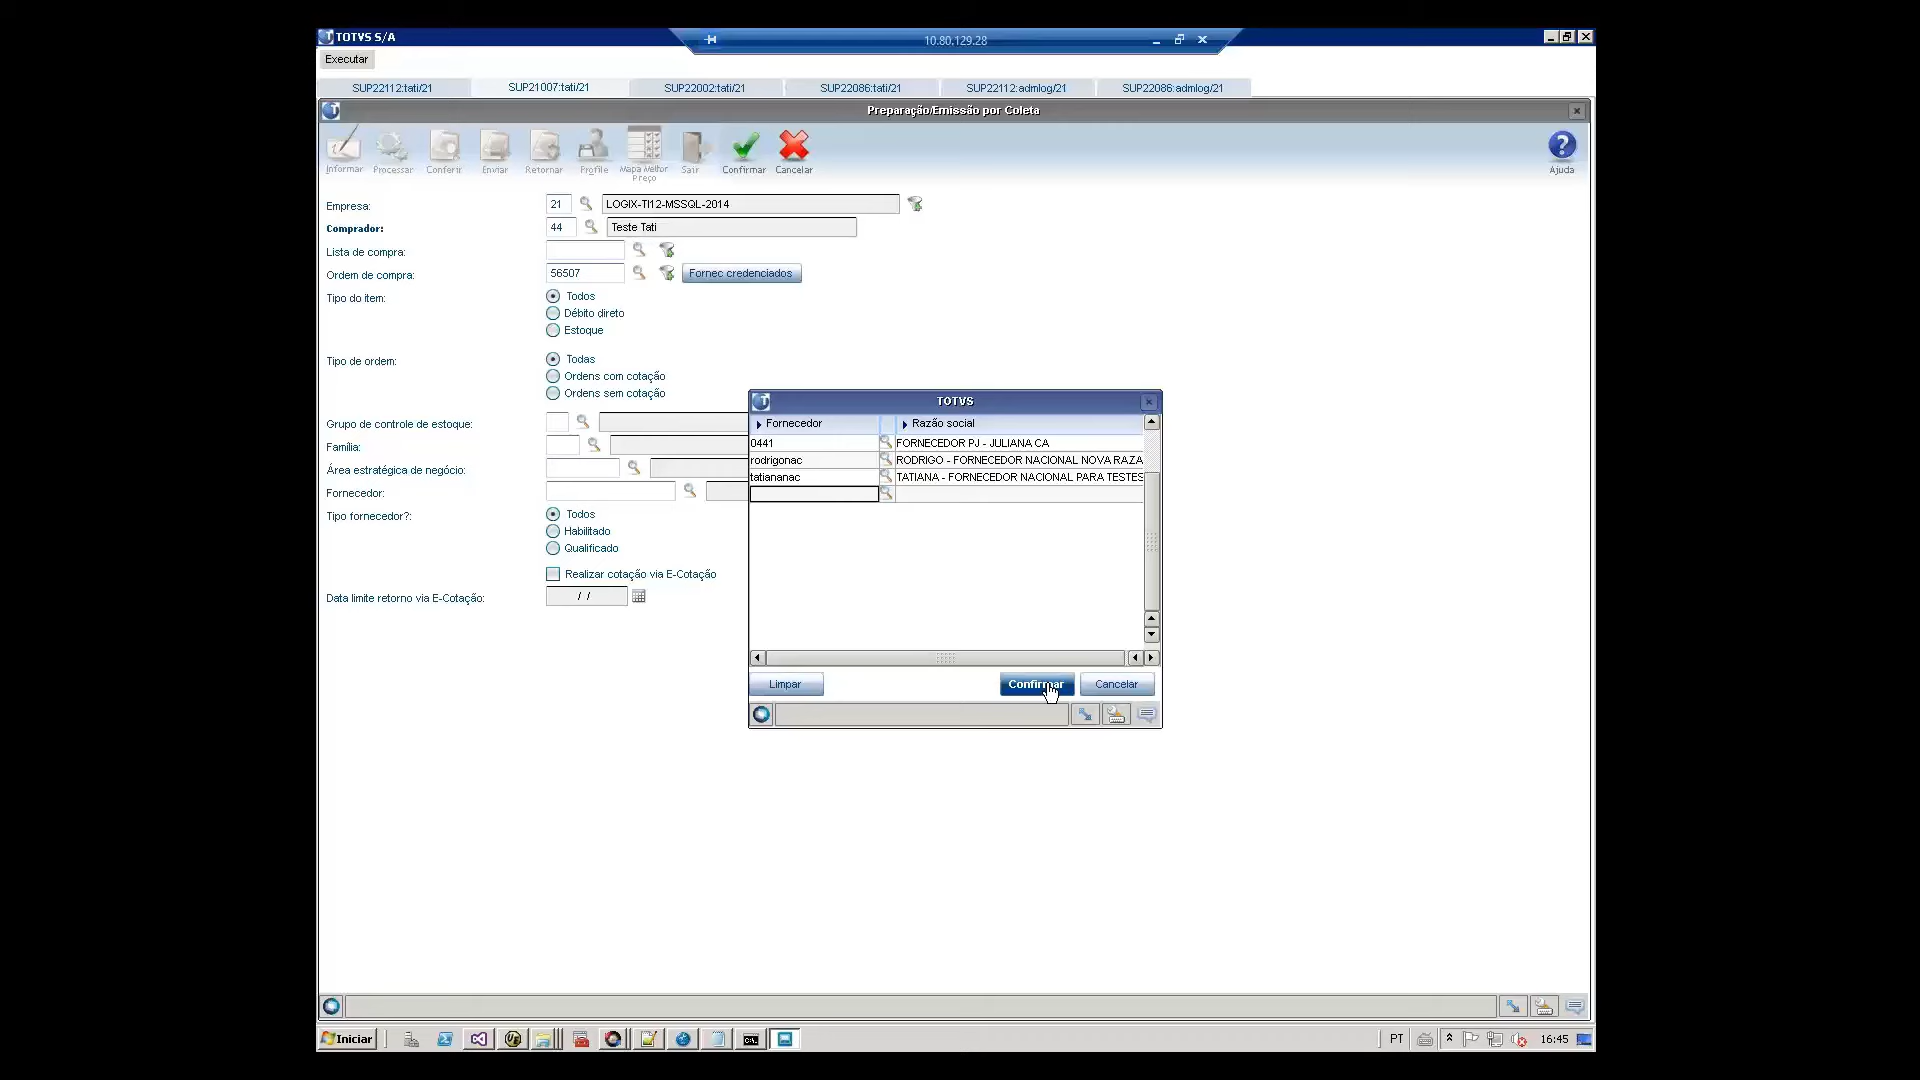 TOTVS S/A
10.80.129.28
Executar
SUP22112:tati/21
SUP21007:tati/21
SUP22002:tati/21
SUP22086:tati/21
SUP22112:admlog/21
SUP22086:admlog/21
Preparação/Emissão por Coleta
Informar
Processar
Conferir
Enviar
Retornar
Profile
Mapa Melhor Preço
Sair
Confirmar
Cancelar
Ajuda
Empresa: 21 LOGIX-TI12-MSSQL-2014
Comprador: 44 Teste Tati
Lista de compra:
Ordem de compra: 56507 Fornec credenciados
Tipo do item: Todos
Débito direto
Estoque
Tipo de ordem: Todas
Ordens com cotação
Ordens sem cotação
Grupo de controle de estoque:
Família:
Área estratégica de negócio:
Fornecedor:
Tipo fornecedor?: Todos
Habilitado
Qualificado
Realizar cotação via E-Cotação
Data limite retorno via E-Cotação: / /
TOTVS
Fornecedor Razão social
0441 FORNECEDOR PJ - JULIANA CA
rodrigonac RODRIGO - FORNECEDOR NACIONAL NOVA RAZA
tatiananac TATIANA - FORNECEDOR NACIONAL PARA TESTES
Limpar Confirmar Cancelar
Iniciar
PT
16:45